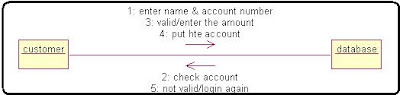 1: enter name & account number
3: valid/enter the amount
4: put hte account
customer
database
2: check account
5: not valid/login again